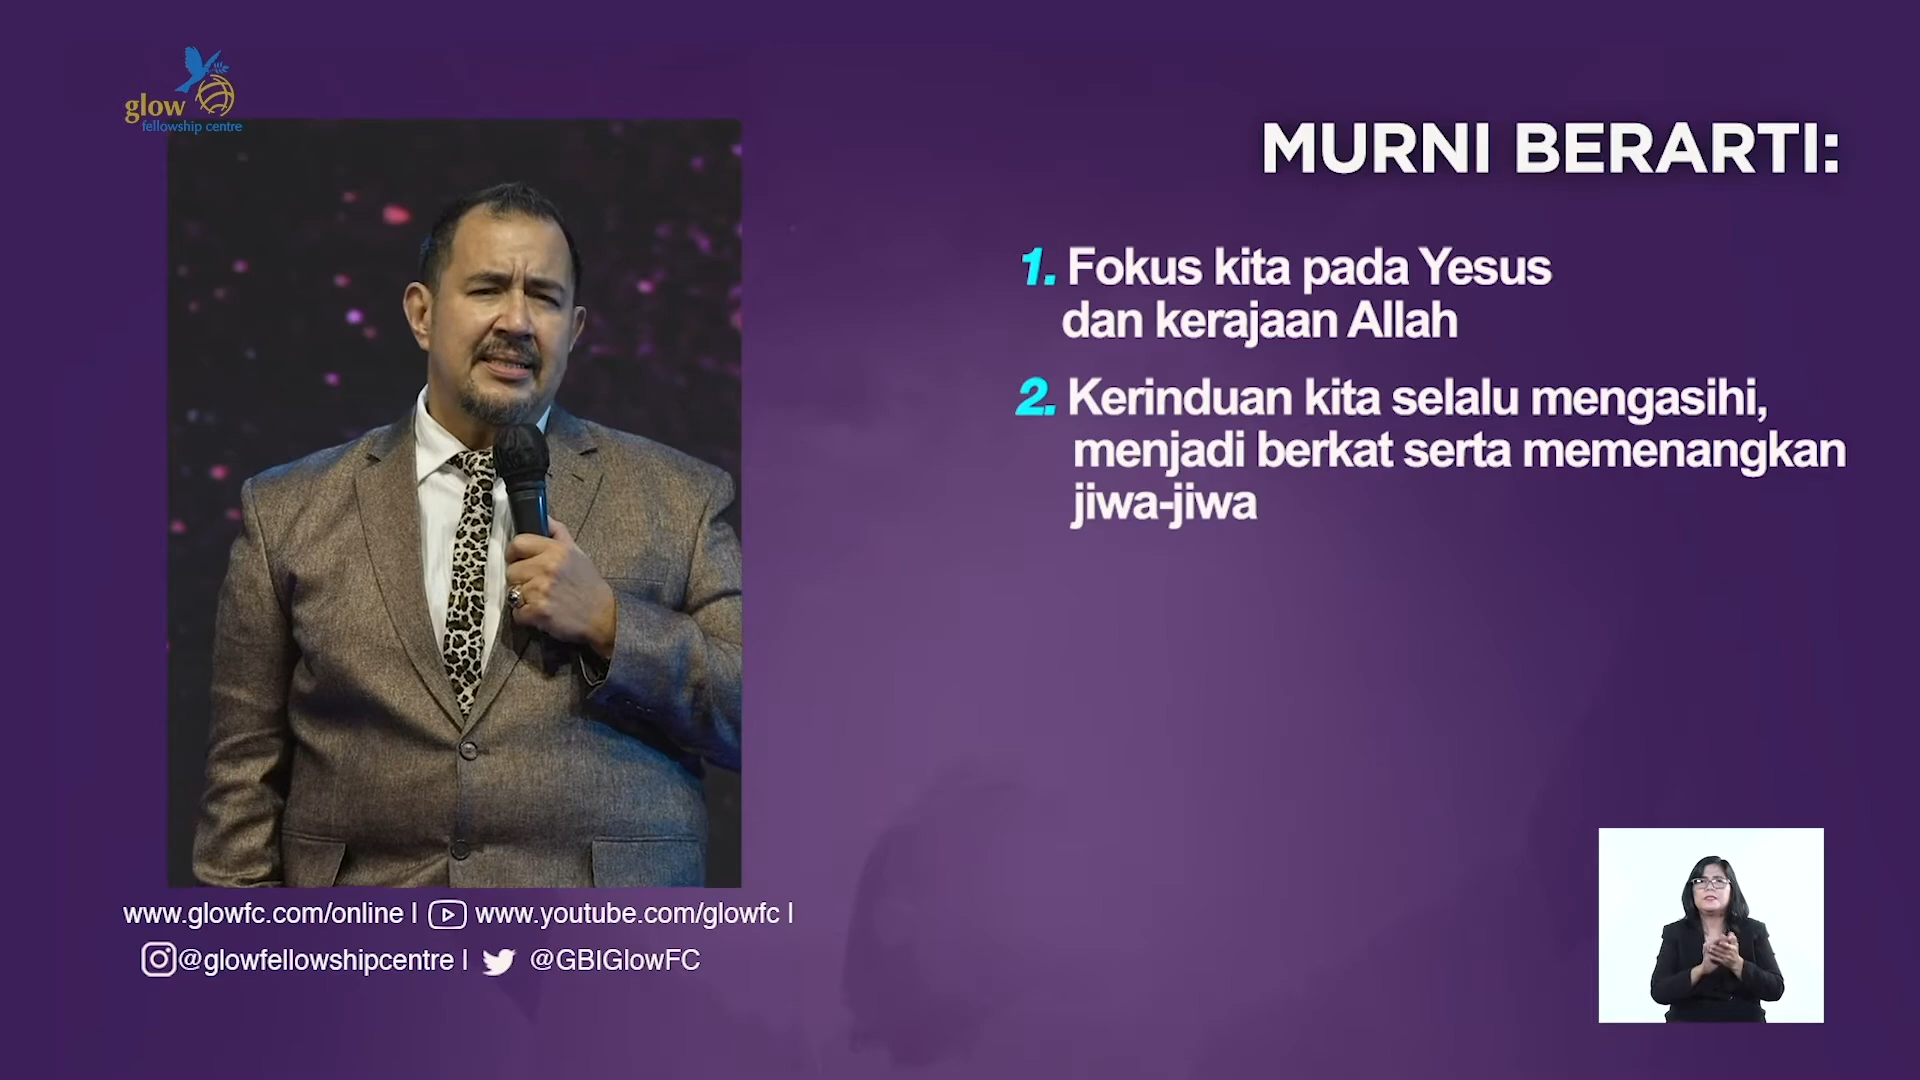 glow
fellowship centre
MURNI BERARTI:
1. Fokus kita pada Yesus
dan kerajaan Allah
2. Kerinduan kita selalu mengasihi,
menjadi berkat serta memenangkan
jiwa-jiwa
www.glowfc.com/online I www.youtube.com/glowfc I
@glowfellowshipcentre I @GBIGlowFC